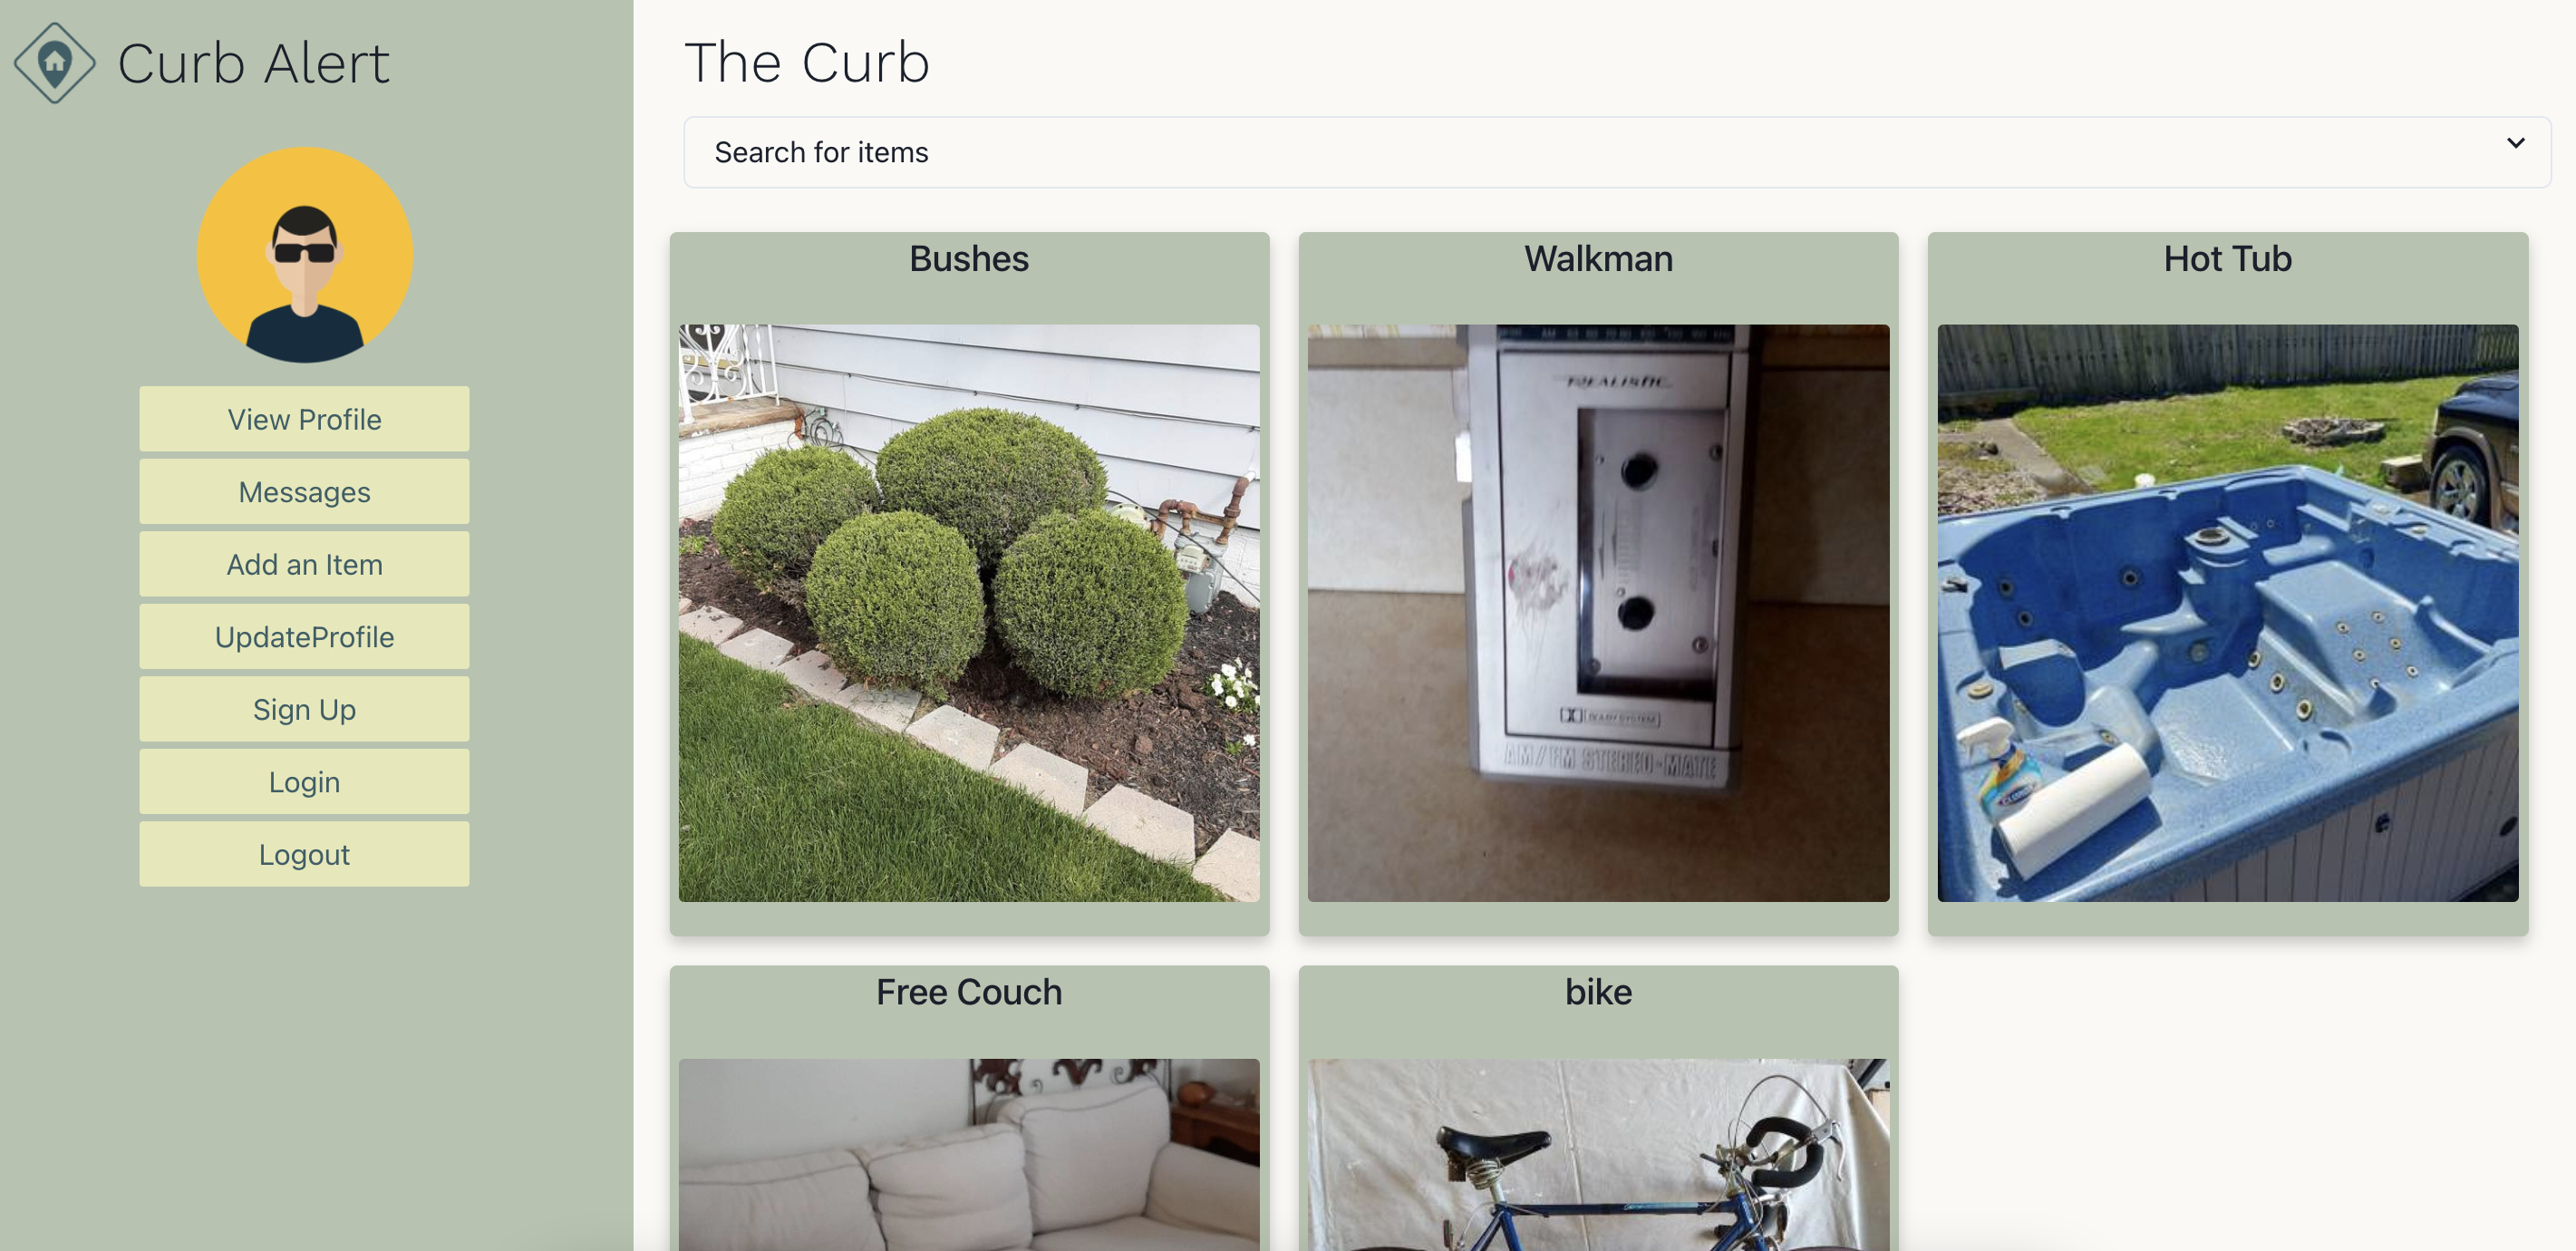 Curb Alert
View Profile
Messages
Add an Item
UpdateProfile
Sign Up
Login
Logout
The Curb
Search for items
Bushes
Walkman
Hot Tub
REALISTIC
AM/FM STEREO-MATE
Free Couch
bike